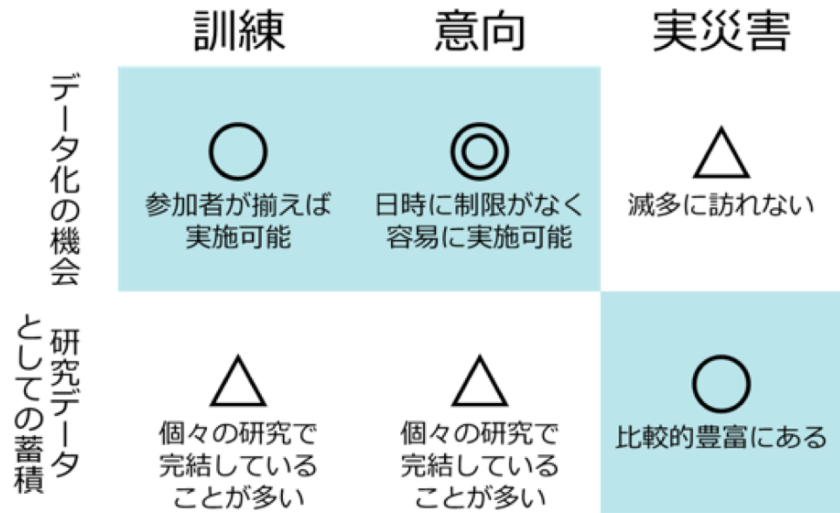 訓練
意向
実災害
データ化の機会
○
参加者が揃えば
実施可能
◎
日時に制限がなく
容易に実施可能
△
滅多に訪れない
研究データ
としての蓄積
△
個々の研究で
完結している
ことが多い
△
個々の研究で
完結している
ことが多い
○
比較的豊富にある